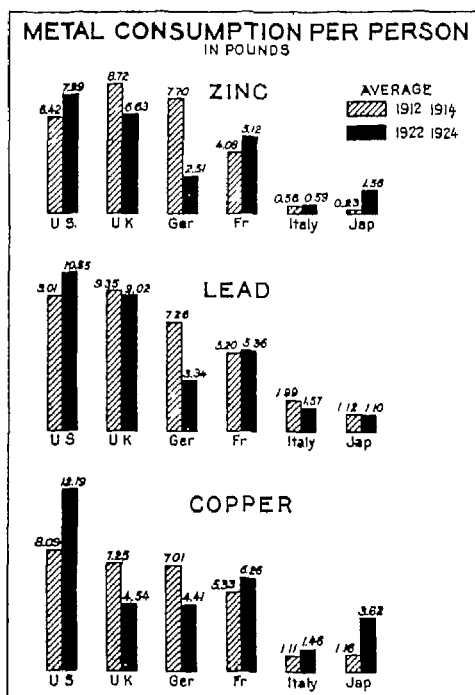 METAL CONSUMPTION PER PERSON
IN POUNDS
ZINC
AVERAGE
1912 1914
1922 1924
6.42 7.89 8.72 6.63 7.70 2.51 4.08 5.12 0.56 0.59 0.23 1.56
U S. U K Ger Fr Italy Jap
LEAD
9.01 10.55 9.35 9.02 7.26 3.34 5.20 5.36 1.99 1.57 1.12 1.10
U S U K Ger Fr Italy Jap
COPPER
8.09 12.19 7.25 4.54 7.01 4.41 5.33 6.26 1.11 1.46 1.16 3.62
U S U K Ger Fr Italy Jap